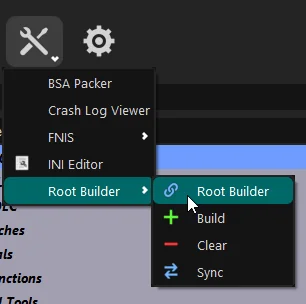 BSA Packer
Crash Log Viewer
FNIS
INI Editor
Root Builder
Root Builder
Build
Clear
Sync
ches
als
nctions
Tools